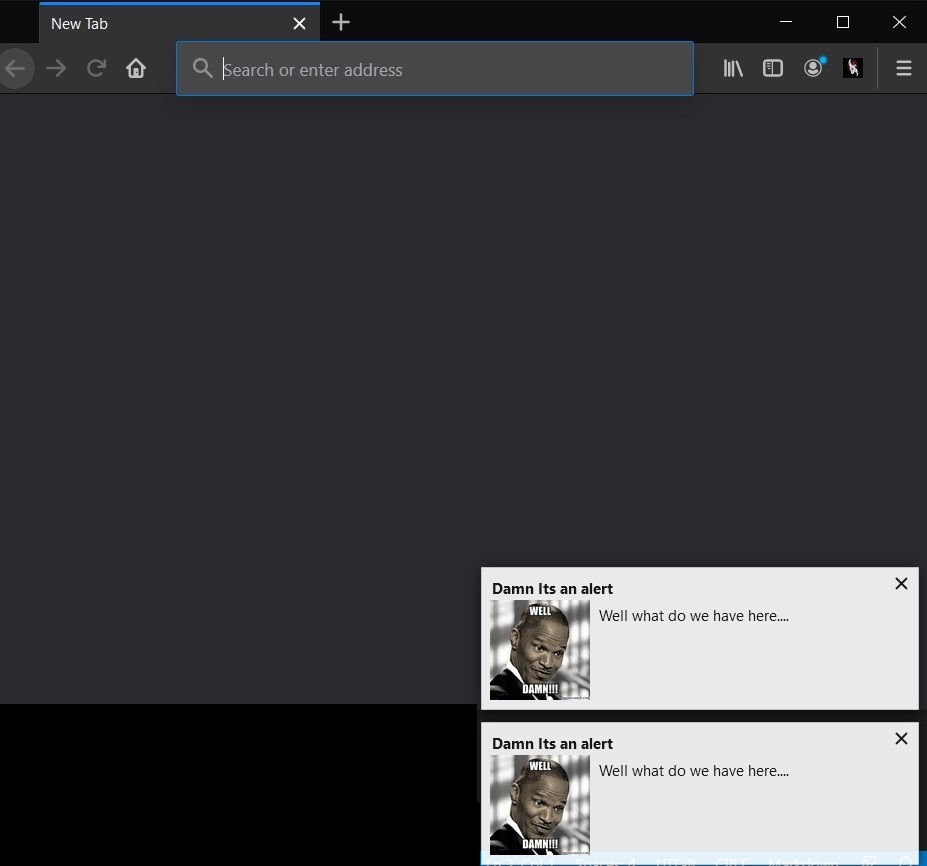 New Tab
Search or enter address
Damn Its an alert
WELL
Well what do we have here....
DAMN!!!
Damn Its an alert
WELL
Well what do we have here....
DAMN!!!